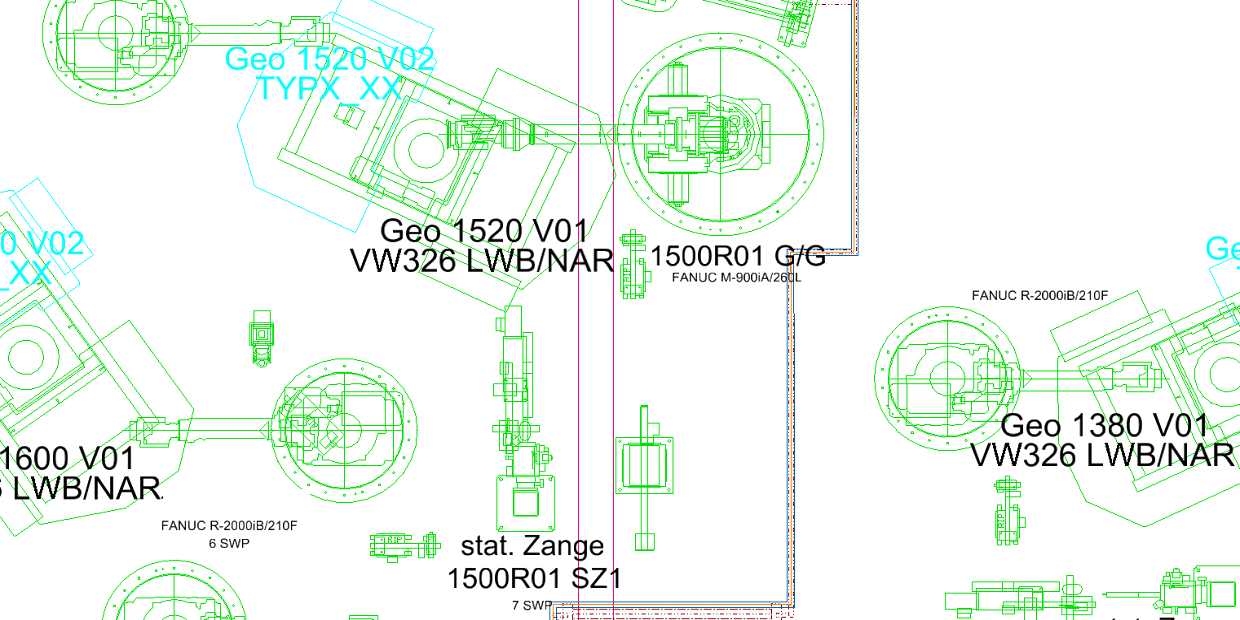 Geo 1520 V02
TYPX_XX
Geo 1520 V01
VW326 LWB/NAR
1500R01 G/G
FANUC M-900iA/260L
0 V02
_XX
1600 V01
LWB/NAR
FANUC R-2000iB/210F
6 SWP
stat. Zange
1500R01 SZ1
7 SWP
FANUC R-2000iB/210F
Geo 1380 V01
VW326 LWB/NAR
Ge